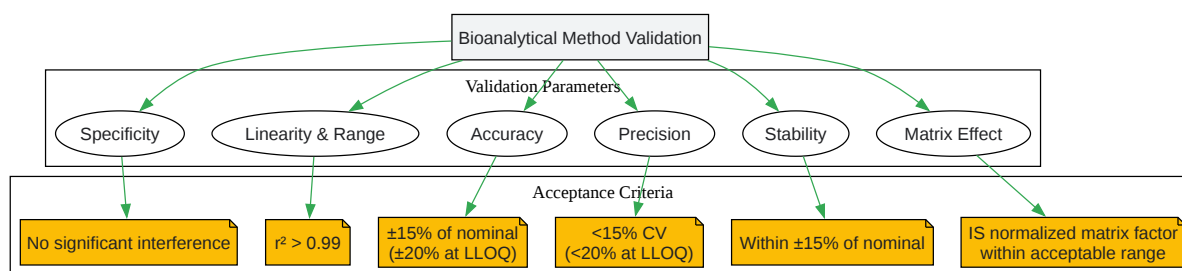 Bioanalytical Method Validation
Validation Parameters
Specificity
Linearity & Range
Accuracy
Precision
Stability
Matrix Effect
Acceptance Criteria
No significant interference
r² > 0.99
±15% of nominal
(±20% at LLOQ)
<15% CV
(<20% at LLOQ)
Within ±15% of nominal
IS normalized matrix factor
within acceptable range